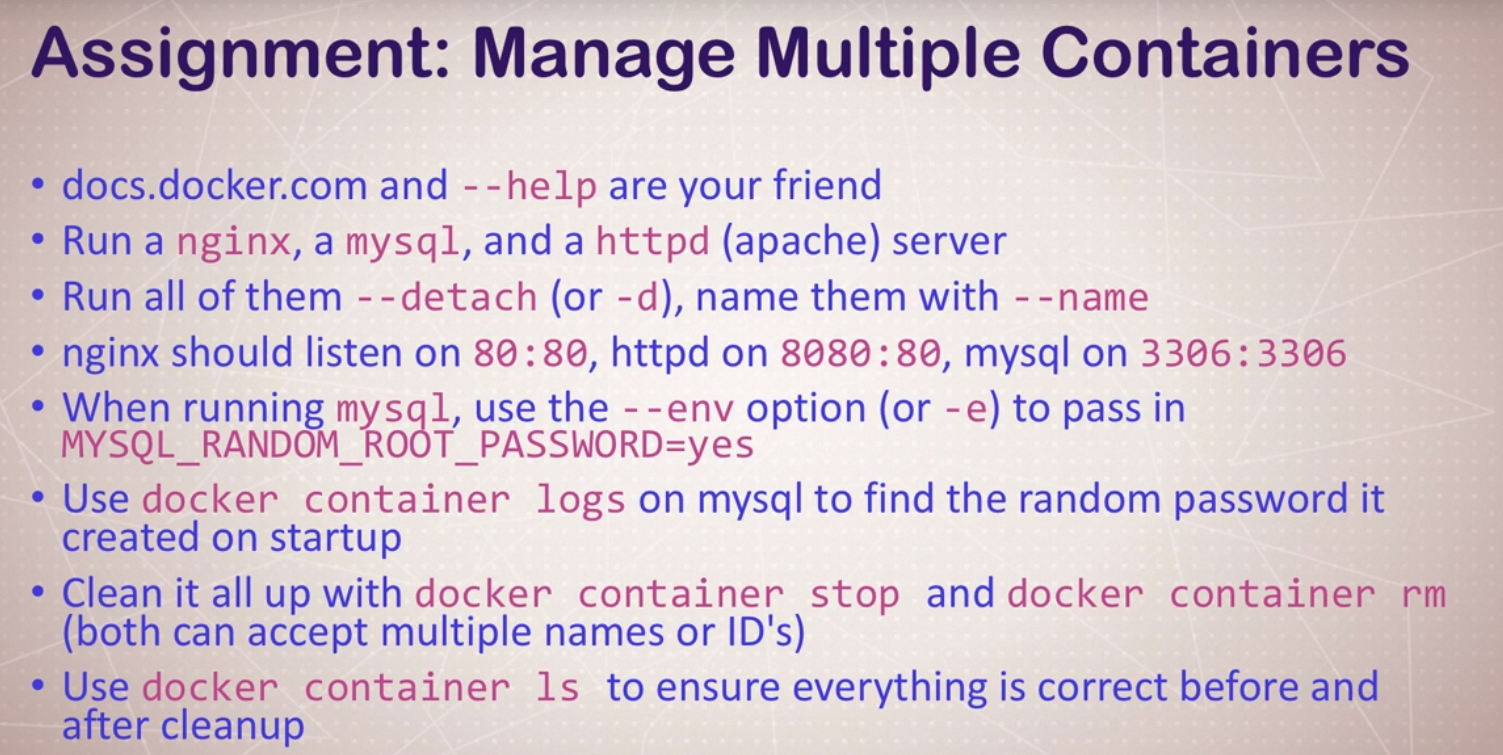 Assignment: Manage Multiple Containers
• docs.docker.com and --help are your friend
• Run a nginx, a mysql, and a httpd (apache) server
• Run all of them --detach (or -d), name them with --name
• nginx should listen on 80:80, httpd on 8080:80, mysql on 3306:3306
• When running mysql, use the --env option (or -e) to pass in
MYSQL_RANDOM_ROOT_PASSWORD=yes
• Use docker container logs on mysql to find the random password it
created on startup
• Clean it all up with docker container stop and docker container rm
(both can accept multiple names or ID's)
• Use docker container ls to ensure everything is correct before and
after cleanup